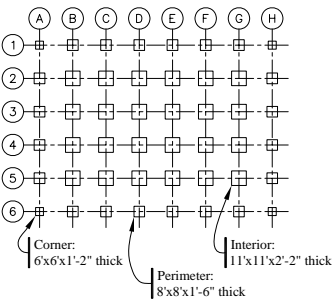 A B C D E F G H
1
2
3
4
5
6
Corner:
6'x6'x1'-2" thick
Perimeter:
8'x8'x1'-6" thick
Interior:
11'x11'x2'-2" thick